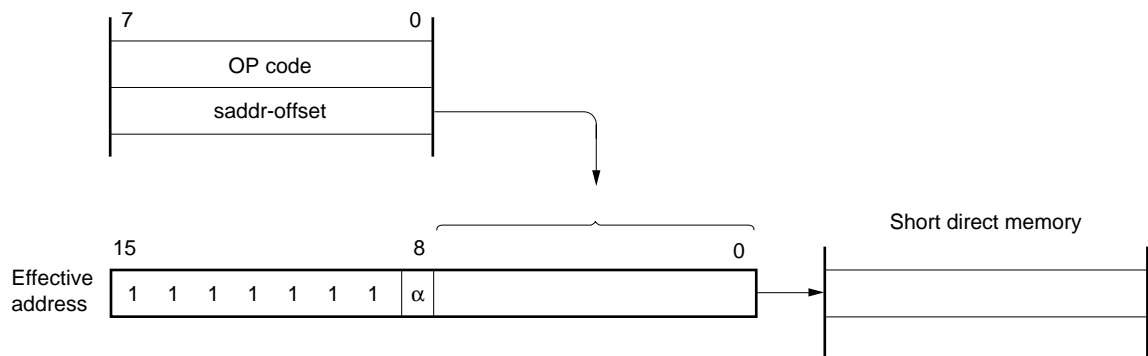 7 0
OP code
saddr-offset
Short direct memory
15 8 0
Effective
address
1 1 1 1 1 1 1 α